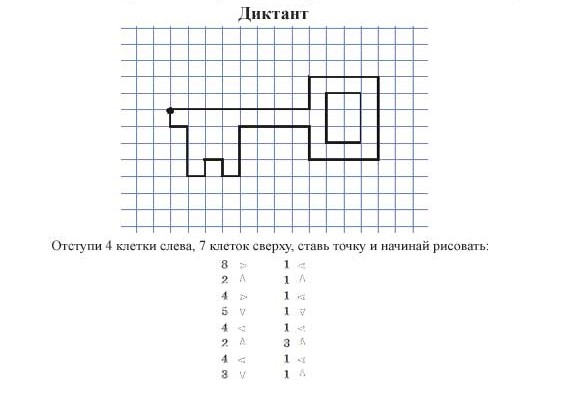 Диктант
Отступи 4 клетки слева, 7 клеток сверху, ставь точку и начинай рисовать:
8 > 1 <
2 ^ 1 ^
4 > 1 <
5 v 1 v
4 < 1 <
2 ^ 3 ^
4 < 1 <
3 v 1 ^